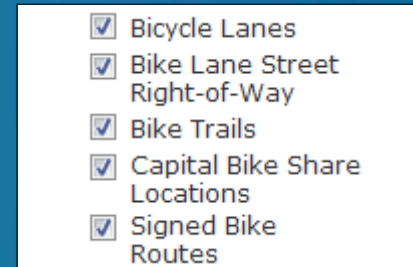 Bicycle Lanes
Bike Lane Street
Right-of-Way
Bike Trails
Capital Bike Share
Locations
Signed Bike
Routes